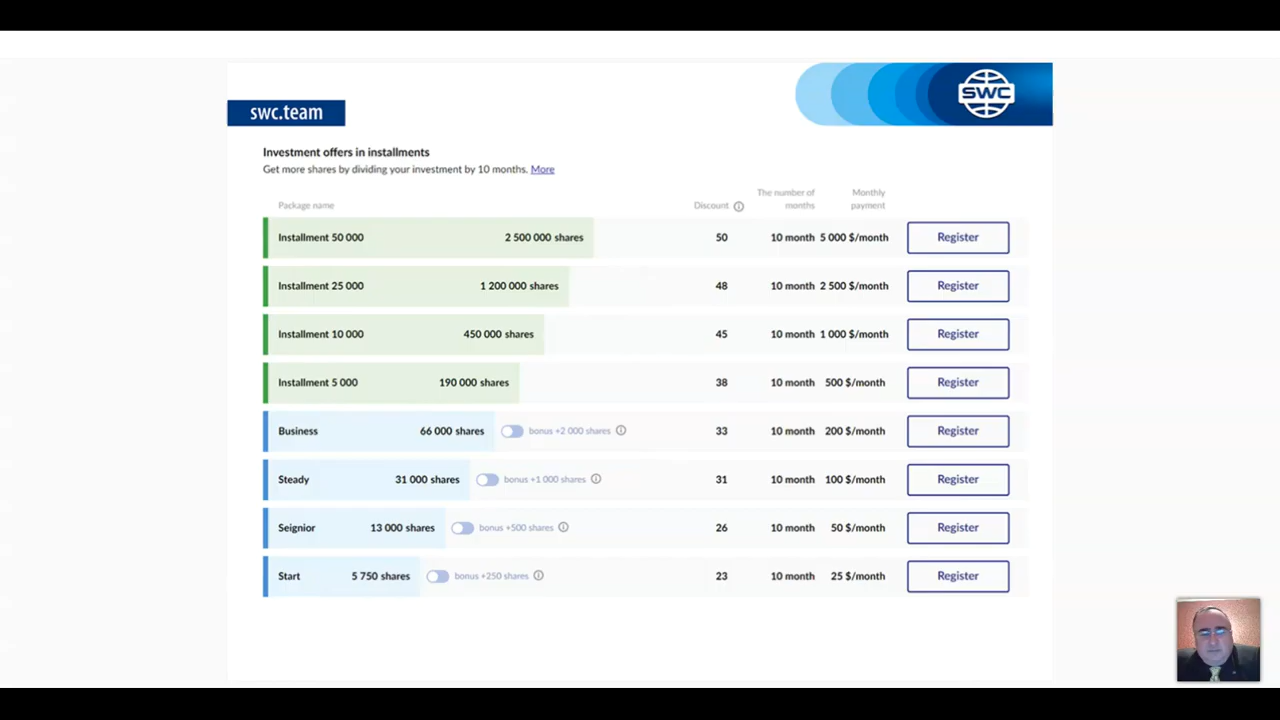 swc.team
SWC
Investment offers in installments
Get more shares by dividing your investment by 10 months. More
Package name Discount The number of months Monthly payment
Installment 50 000 2 500 000 shares 50 10 month 5 000 $/month Register
Installment 25 000 1 200 000 shares 48 10 month 2 500 $/month Register
Installment 10 000 450 000 shares 45 10 month 1 000 $/month Register
Installment 5 000 190 000 shares 38 10 month 500 $/month Register
Business 66 000 shares bonus +2 000 shares 33 10 month 200 $/month Register
Steady 31 000 shares bonus +1 000 shares 31 10 month 100 $/month Register
Seignior 13 000 shares bonus +500 shares 26 10 month 50 $/month Register
Start 5 750 shares bonus +250 shares 23 10 month 25 $/month Register